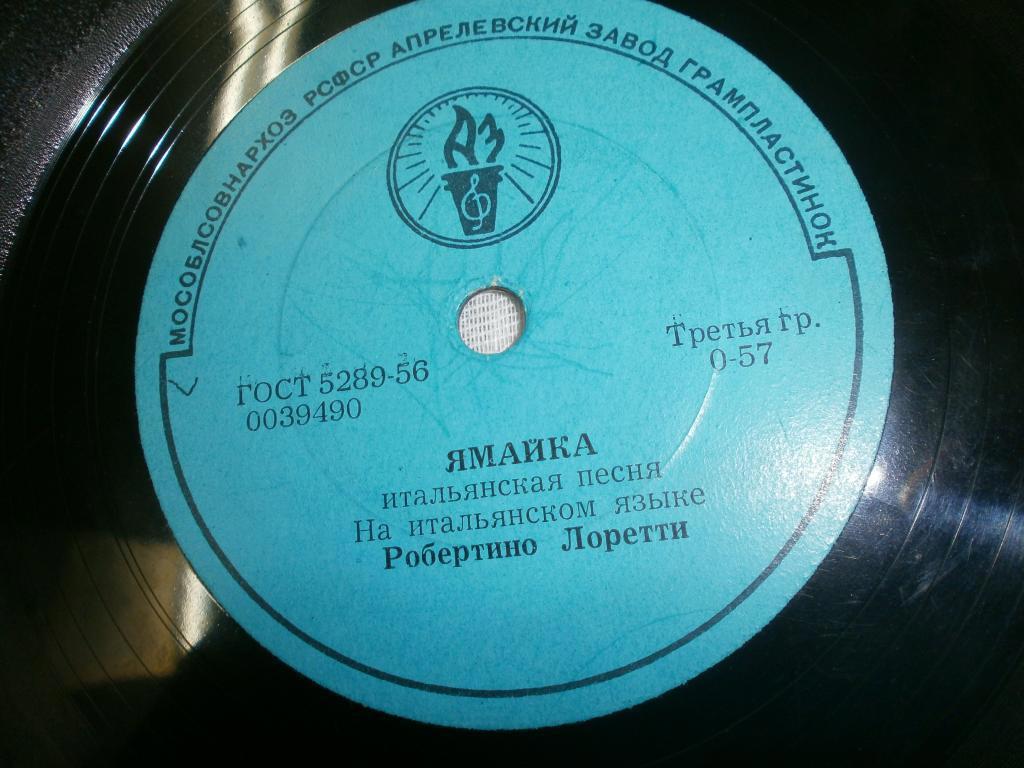 МОСОБЛСОВНАРХОЗ РСФСР АПРЕЛЕВСКИЙ ЗАВОД ГРАМПЛАСТИНОК
АЗ
ГОСТ 5289-56
0039490
Третья гр.
0-57
ЯМАЙКА
итальянская песня
На итальянском языке
Робертино Лоретти